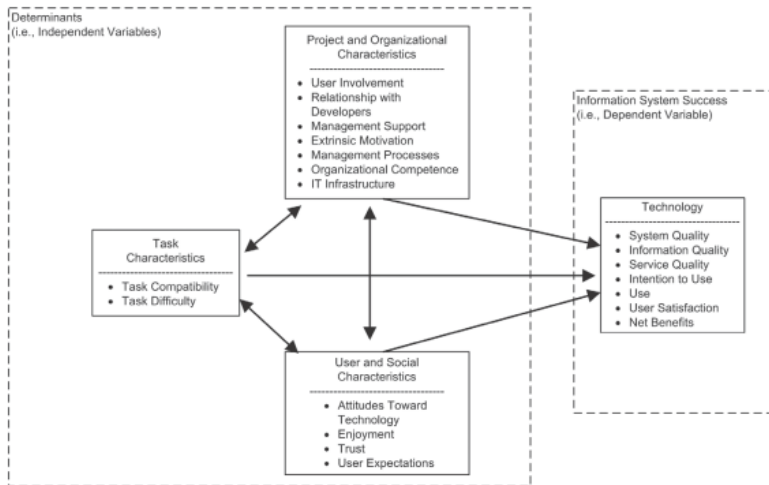 Determinants
(i.e., Independent Variables)
Project and Organizational
Characteristics
• User Involvement
• Relationship with
Developers
• Management Support
• Extrinsic Motivation
• Management Processes
• Organizational Competence
• IT Infrastructure
Task
Characteristics
• Task Compatibility
• Task Difficulty
User and Social
Characteristics
• Attitudes Toward
Technology
• Enjoyment
• Trust
• User Expectations
Information System Success
(i.e., Dependent Variable)
Technology
• System Quality
• Information Quality
• Service Quality
• Intention to Use
• Use
• User Satisfaction
• Net Benefits